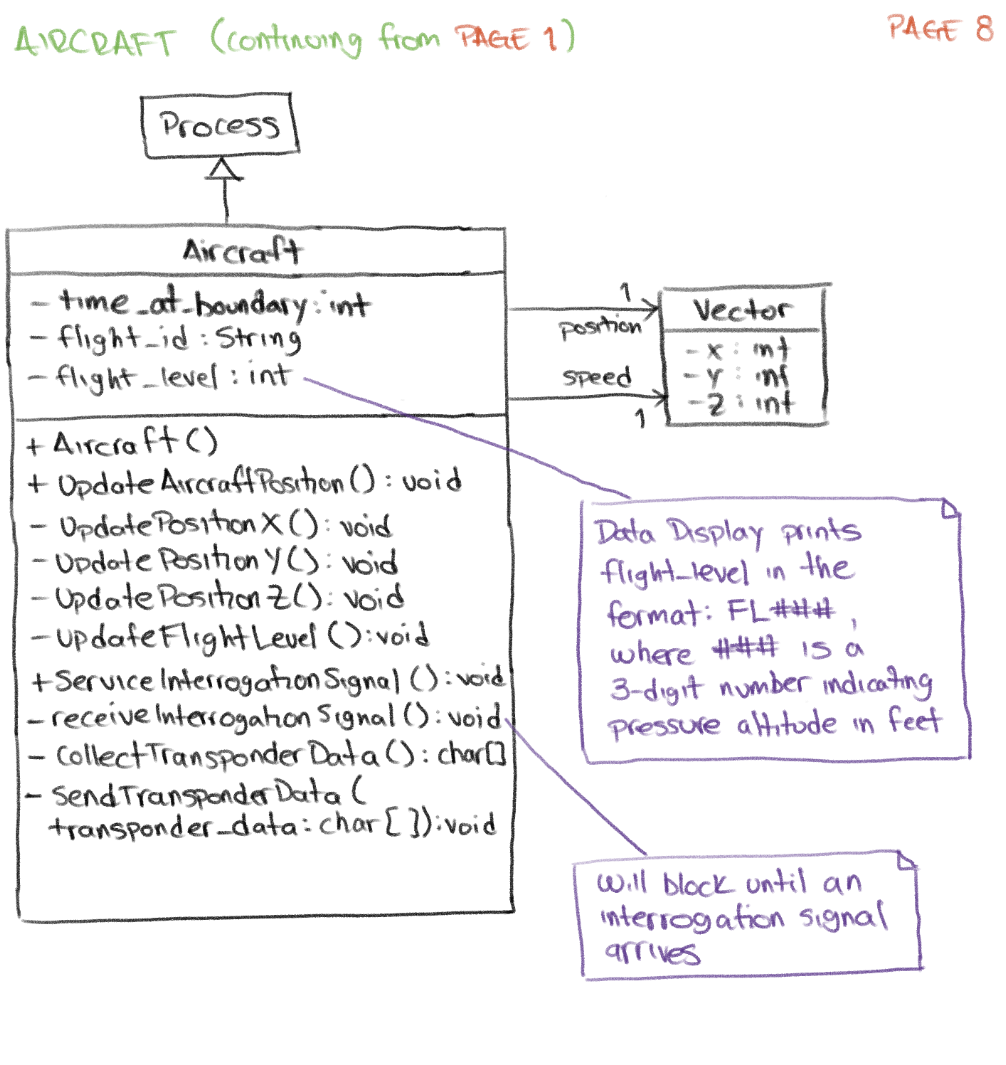 AIRCRAFT (continuing from PAGE 1)
PAGE 8
Process
Aircraft
- time_at_boundary: int
- flight_id : String
- flight_level : int
+ Aircraft()
+ UpdateAircraftPosition() : void
- UpdatePositionX() : void
- UpdatePositionY() : void
- UpdatePositionZ() : void
- UpdateFlightLevel() : void
+ ServiceInterrogationSignal() : void
- receiveInterrogationSignal() : void
- CollectTransponderData() : char[]
- SendTransponderData(
transporder_data: char[]): void
1
position
speed
1
Vector
- x : int
- y : int
- z : int
Data Display prints
flight_level in the
format: FL###,
where ### is a
3-digit number indicating
pressure altitude in feet
Will block until an
interrogation signal
arrives